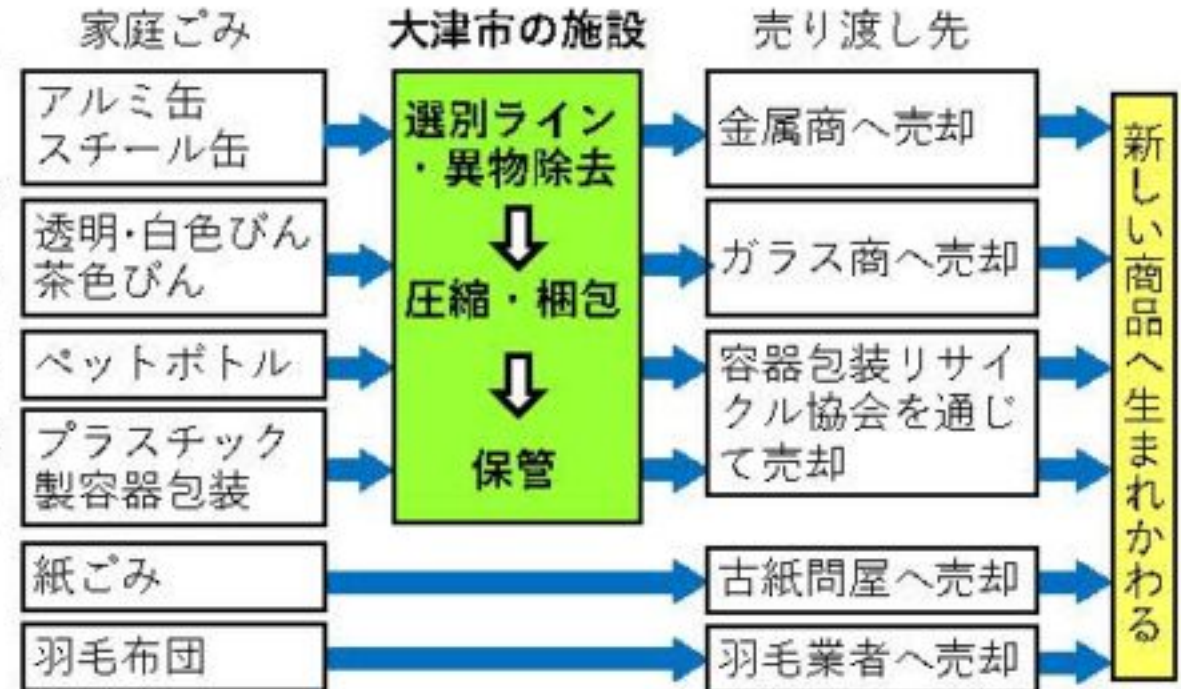 家庭ごみ
大津市の施設
売り渡し先
アルミ缶
スチール缶
選別ライン
・異物除去
金属商へ売却
透明・白色びん
茶色びん
圧縮・梱包
ガラス商へ売却
ペットボトル
プラスチック
製容器包装
保管
容器包装リサイ
クル協会を通じ
て売却
紙ごみ
古紙問屋へ売却
羽毛布団
羽毛業者へ売却
新しい商品へ生まれかわる